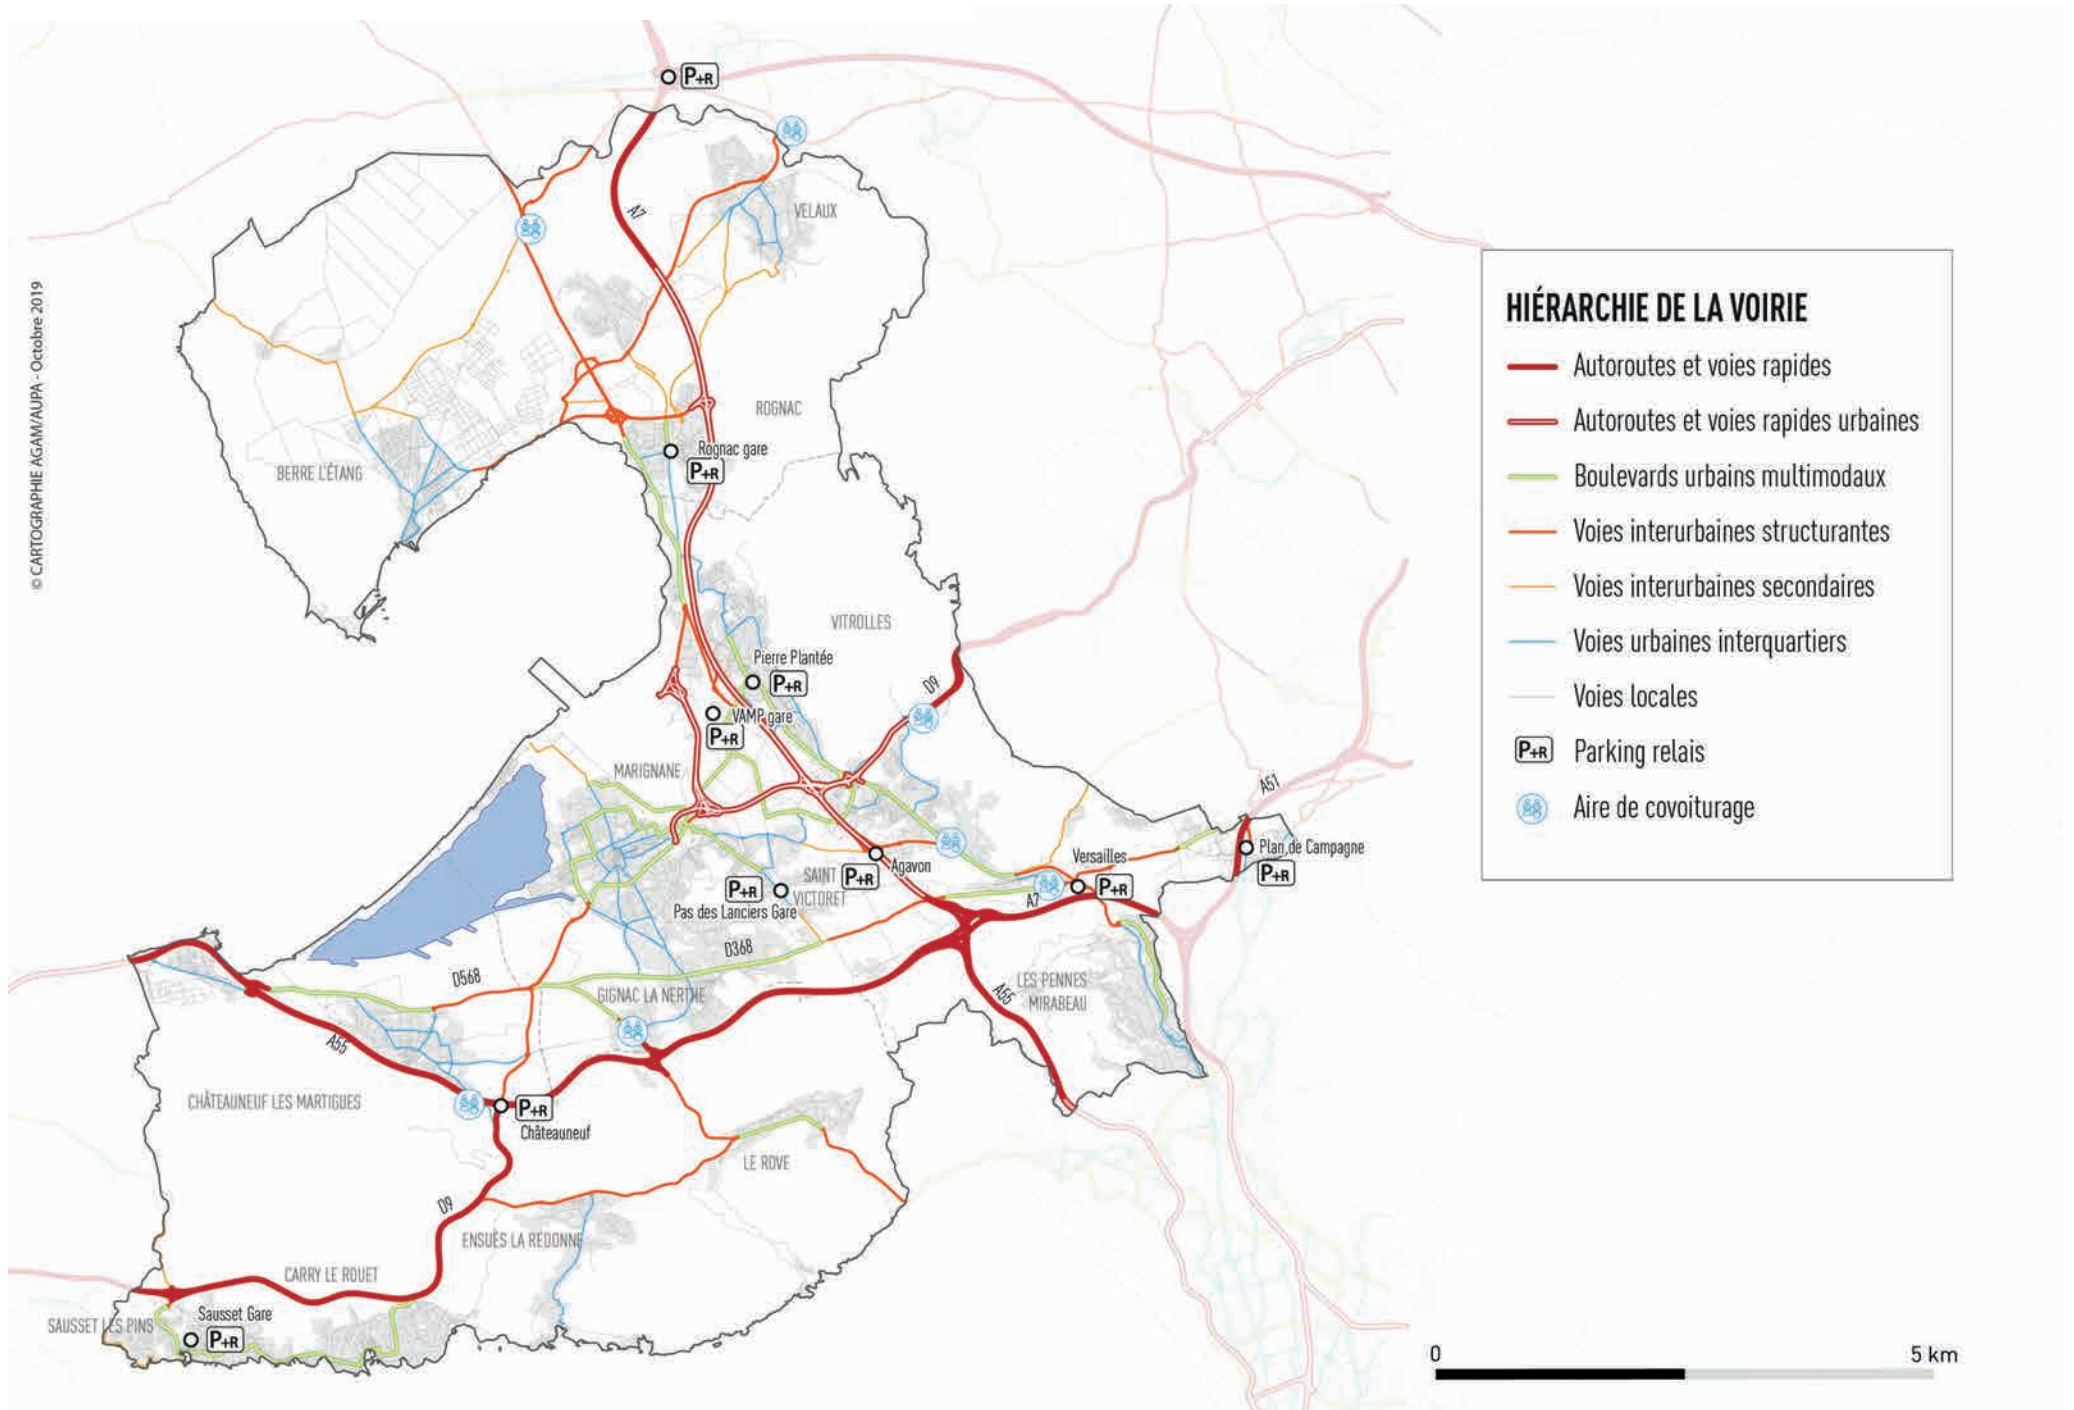 P+R
A7
VELAUX
ROGNAC
Rognac gare
P+R
BERRE L'ÉTANG
© CARTOGRAPHIE AGAM/AUPA - Octobre 2019
VITROLLES
Pierre Plantée
P+R
D9
VAMP gare
P+R
MARIGNANE
A51
Plan de Campagne
P+R
Versailles
P+R
Agavon
P+R
SAINT
VICTORET
P+R
Pas des Lanciers Gare
A7
D368
D568
GIGNAC LA NERTHE
LES PENNES
MIRABEAU
A55
A55
CHÂTEAUNEUF LES MARTIGUES
P+R
Châteauneuf
LE ROVE
D9
ENSUÈS LA REDONNE
CARRY LE ROUET
Sausset Gare
SAUSSET LES PINS
P+R
HIÉRARCHIE DE LA VOIRIE
Autoroutes et voies rapides
Autoroutes et voies rapides urbaines
Boulevards urbains multimodaux
Voies interurbaines structurantes
Voies interurbaines secondaires
Voies urbaines interquartiers
Voies locales
P+R Parking relais
Aire de covoiturage
0 5 km